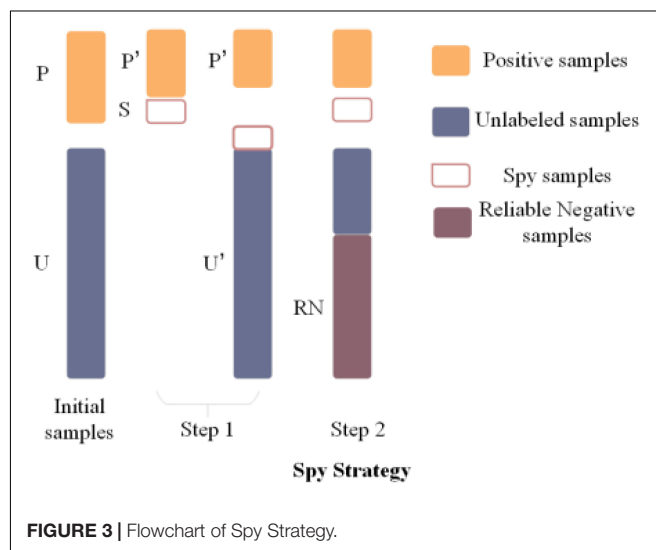 P
P’
P’
S
U
U’
RN
Positive samples
Unlabeled samples
Spy samples
Reliable Negative
samples
Initial
samples
Step 1
Step 2
Spy Strategy
FIGURE 3 | Flowchart of Spy Strategy.